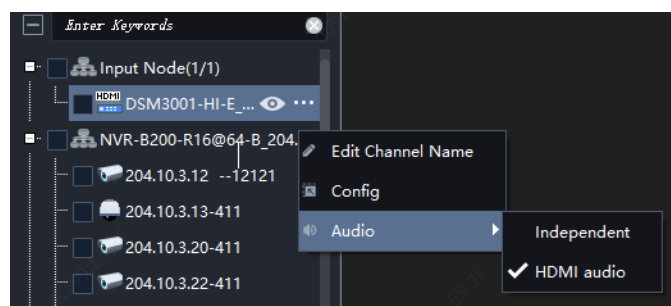 Enter Keywords
Input Node(1/1)
HDMI
DSM3001-HI-E_...
NVR-B200-R16@64-B_204.
204.10.3.12 --12121
204.10.3.13-411
204.10.3.20-411
204.10.3.22-411
Edit Channel Name
Config
Audio
Independent
HDMI audio